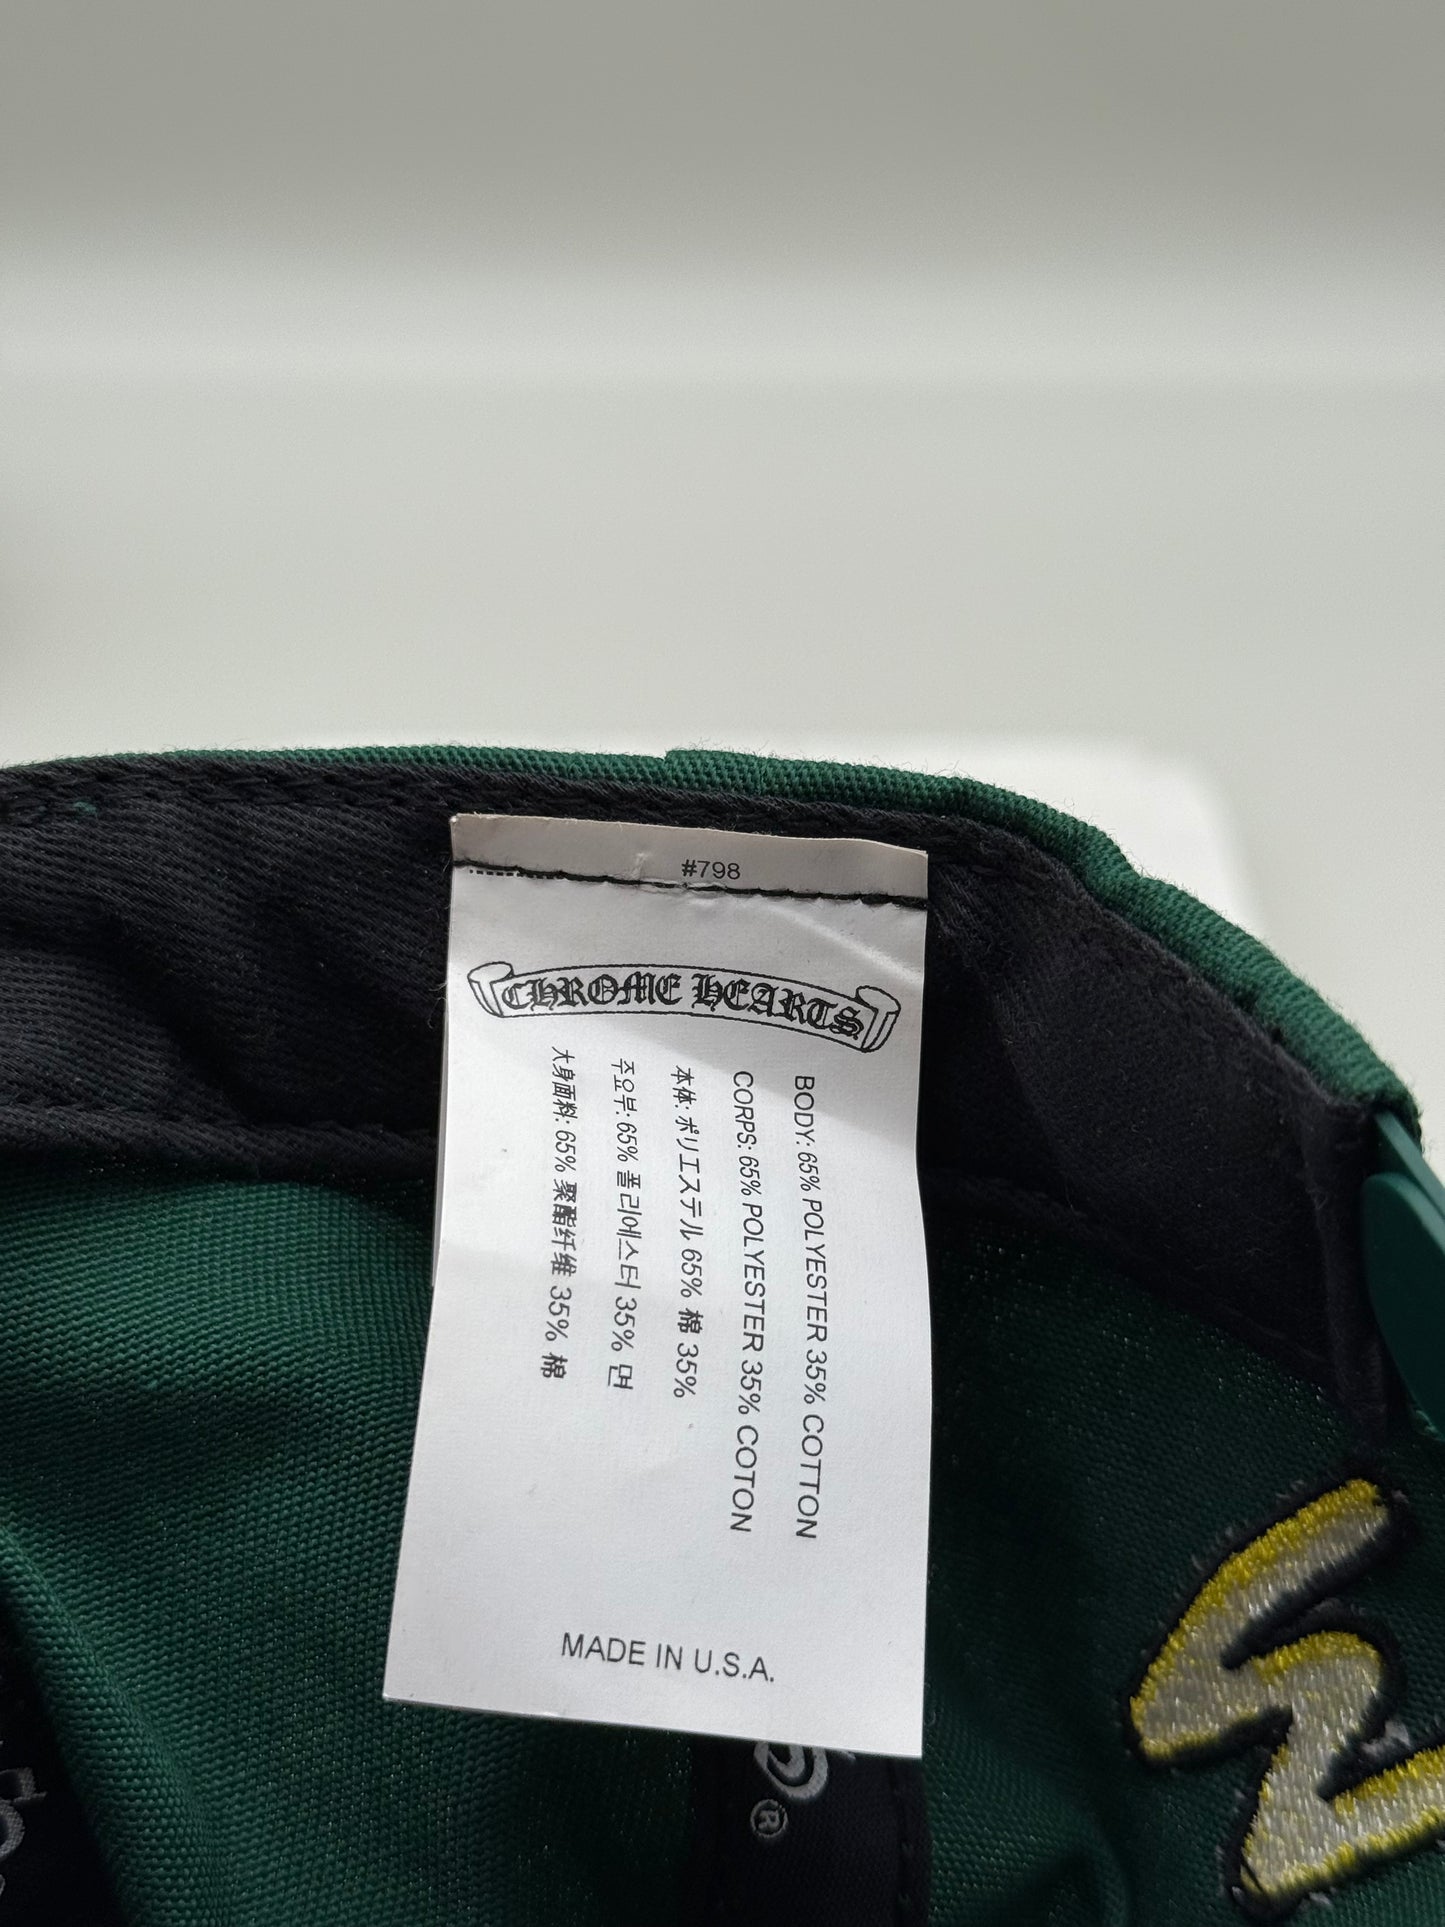 #798
CHROME HEARTS
BODY: 65% POLYESTER 35% COTTON
CORPS: 65% POLYESTER 35% COTON
本体: ポリエステル 65% 棉 35%
주요부: 65% 폴리에스터 35% 면
大身面料: 65% 聚酯纤维 35% 棉
MADE IN U.S.A.
®